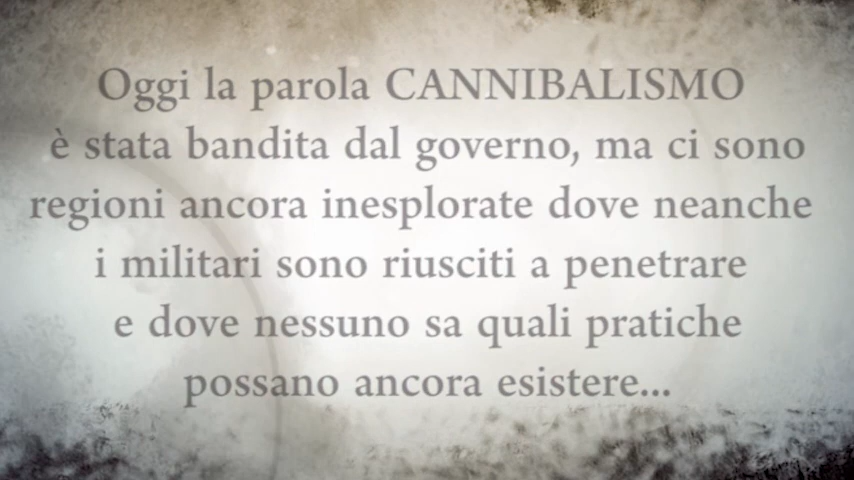 Oggi la parola CANNIBALISMO
è stata bandita dal governo, ma ci sono
regioni ancora inesplorate dove neanche
i militari sono riusciti a penetrare
e dove nessuno sa quali pratiche
possano ancora esistere...